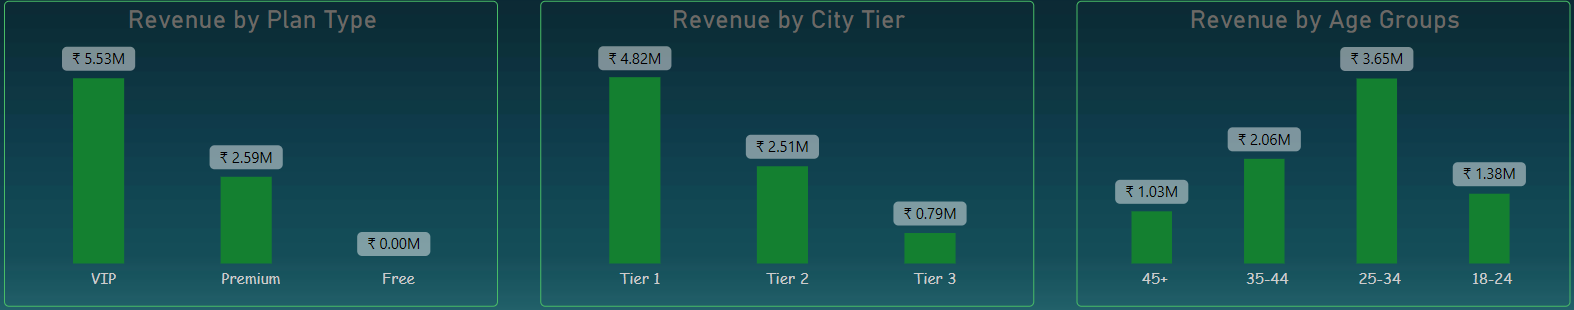 Revenue by Plan Type
₹ 5.53M
₹ 2.59M
₹ 0.00M
VIP
Premium
Free
Revenue by City Tier
₹ 4.82M
₹ 2.51M
₹ 0.79M
Tier 1
Tier 2
Tier 3
Revenue by Age Groups
₹ 3.65M
₹ 2.06M
₹ 1.38M
₹ 1.03M
45+
35-44
25-34
18-24